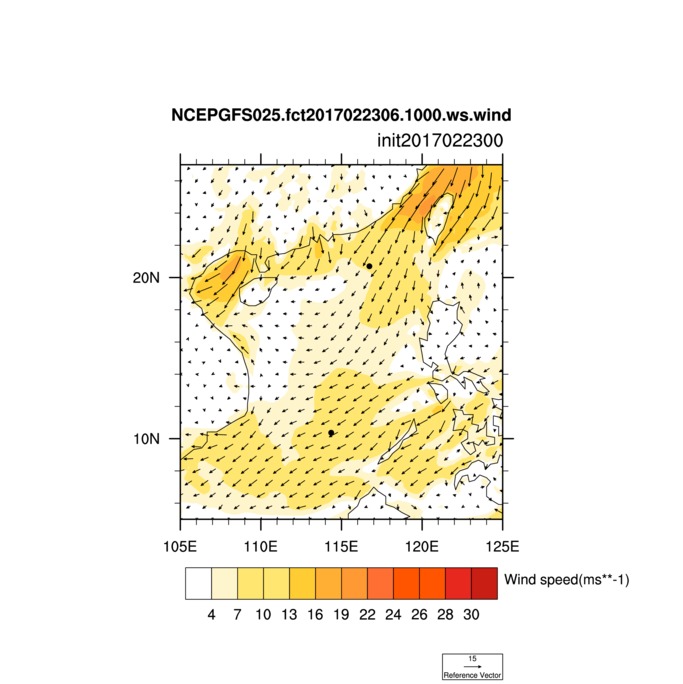 NCEPGFS025.fct2017022306.1000.ws.wind
init2017022300
20N
10N
105E 110E 115E 120E 125E
Wind speed(ms**-1)
4 7 10 13 16 19 22 24 26 28 30
15
Reference Vector